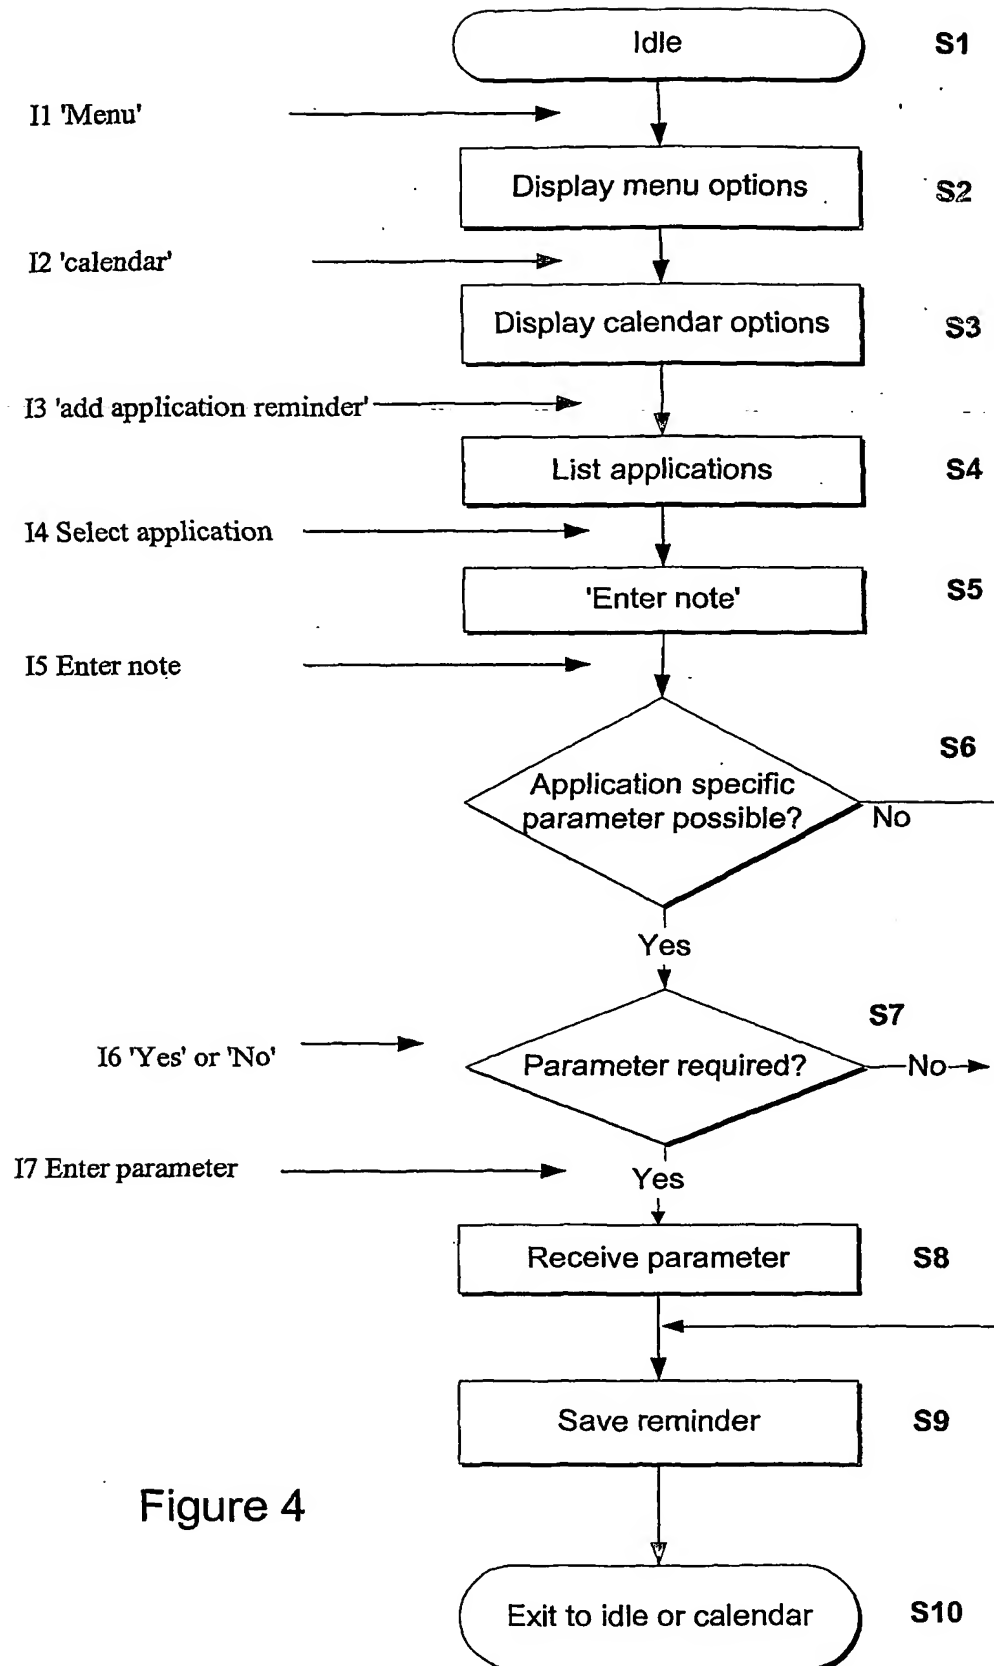 Idle
S1
I1 'Menu'
Display menu options
S2
I2 'calendar'
Display calendar options
S3
I3 'add application reminder'
List applications
S4
I4 Select application
'Enter note'
S5
I5 Enter note
S6
Application specific
parameter possible?
No
Yes
S7
I6 'Yes' or 'No'
Parameter required?
No
I7 Enter parameter
Yes
Receive parameter
S8
Save reminder
S9
Figure 4
Exit to idle or calendar
S10